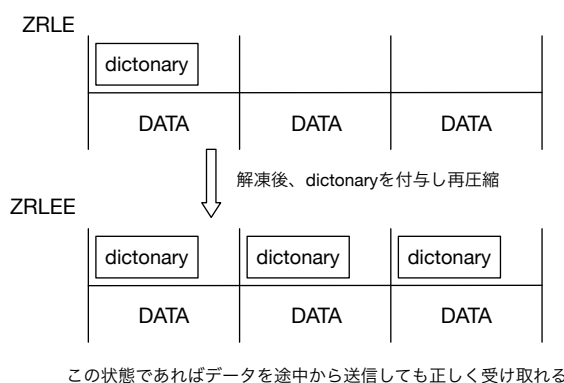 ZRLE
dictonary
DATA DATA DATA
解凍後、dictonaryを付与し再圧縮
ZRLEE
dictonary dictonary dictonary
DATA DATA DATA
この状態であればデータを途中から送信しても正しく受け取れる